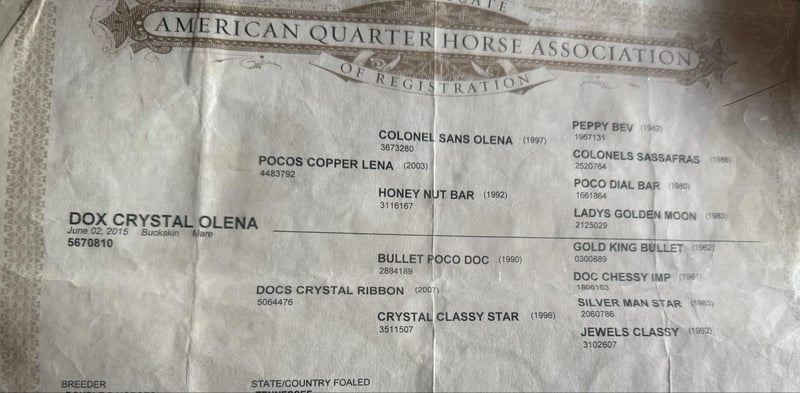 AMERICAN QUARTER HORSE ASSOCIATION
OF REGISTRATION
PEPPY BEV (1982)
1967131
COLONEL SANS OLENA (1997)
3673280
COLONELS SASSAFRAS (1986)
2520764
POCOS COPPER LENA (2003)
4483792
POCO DIAL BAR (1980)
1661864
HONEY NUT BAR (1992)
3116167
LADYS GOLDEN MOON (1983)
2125029
DOX CRYSTAL OLENA
June 02, 2015 Buckskin Mare
5670810
GOLD KING BULLET (1962)
0300889
BULLET POCO DOC (1990)
2884189
DOC CHESSY IMP (1981)
1806163
DOCS CRYSTAL RIBBON (2007)
5064476
SILVER MAN STAR (1983)
2060786
CRYSTAL CLASSY STAR (1996)
3511507
JEWELS CLASSY (1992)
3102607
BREEDER
STATE/COUNTRY FOALED